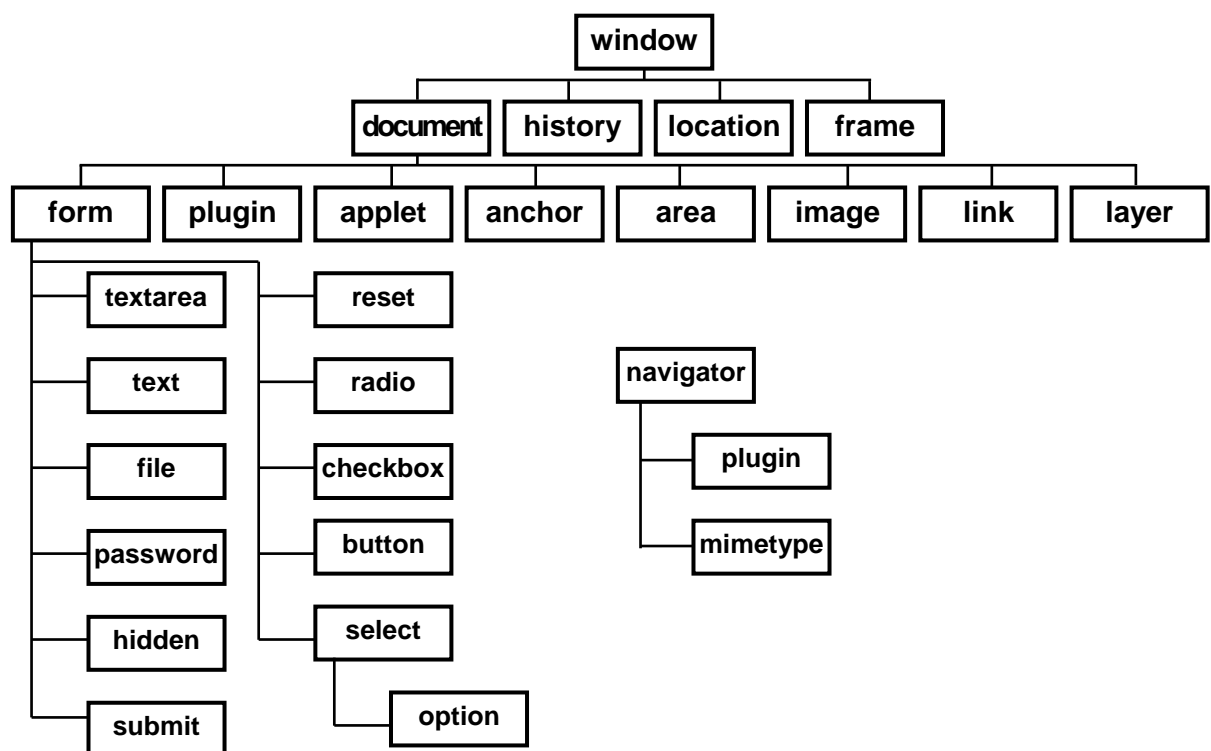 window
document history location frame
form plugin applet anchor area image link layer
textarea reset
text radio
navigator
file checkbox
plugin
password button
mimetype
hidden select
submit option